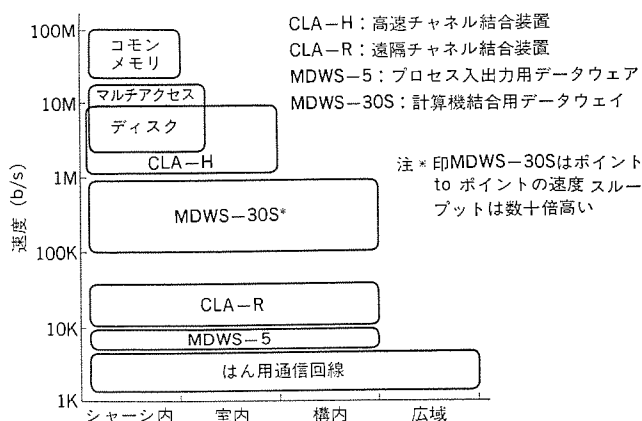 100M
10M
1M
100K
10K
1K
速度 (b/s)
コモン
メモリ
マルチアクセス
ディスク
CLA-H
MDWS-30S*
CLA-R
MDWS-5
はん用通信回線
シャーシ内
室内
構内
広域
CLA-H:高速チャネル結合装置
CLA-R:遠隔チャネル結合装置
MDWS-5:プロセス入出力用データウェア
MDWS-30S:計算機結合用データウェイ
注*印MDWS-30Sはポイント
to ポイントの速度 スルー
プットは数十倍高い